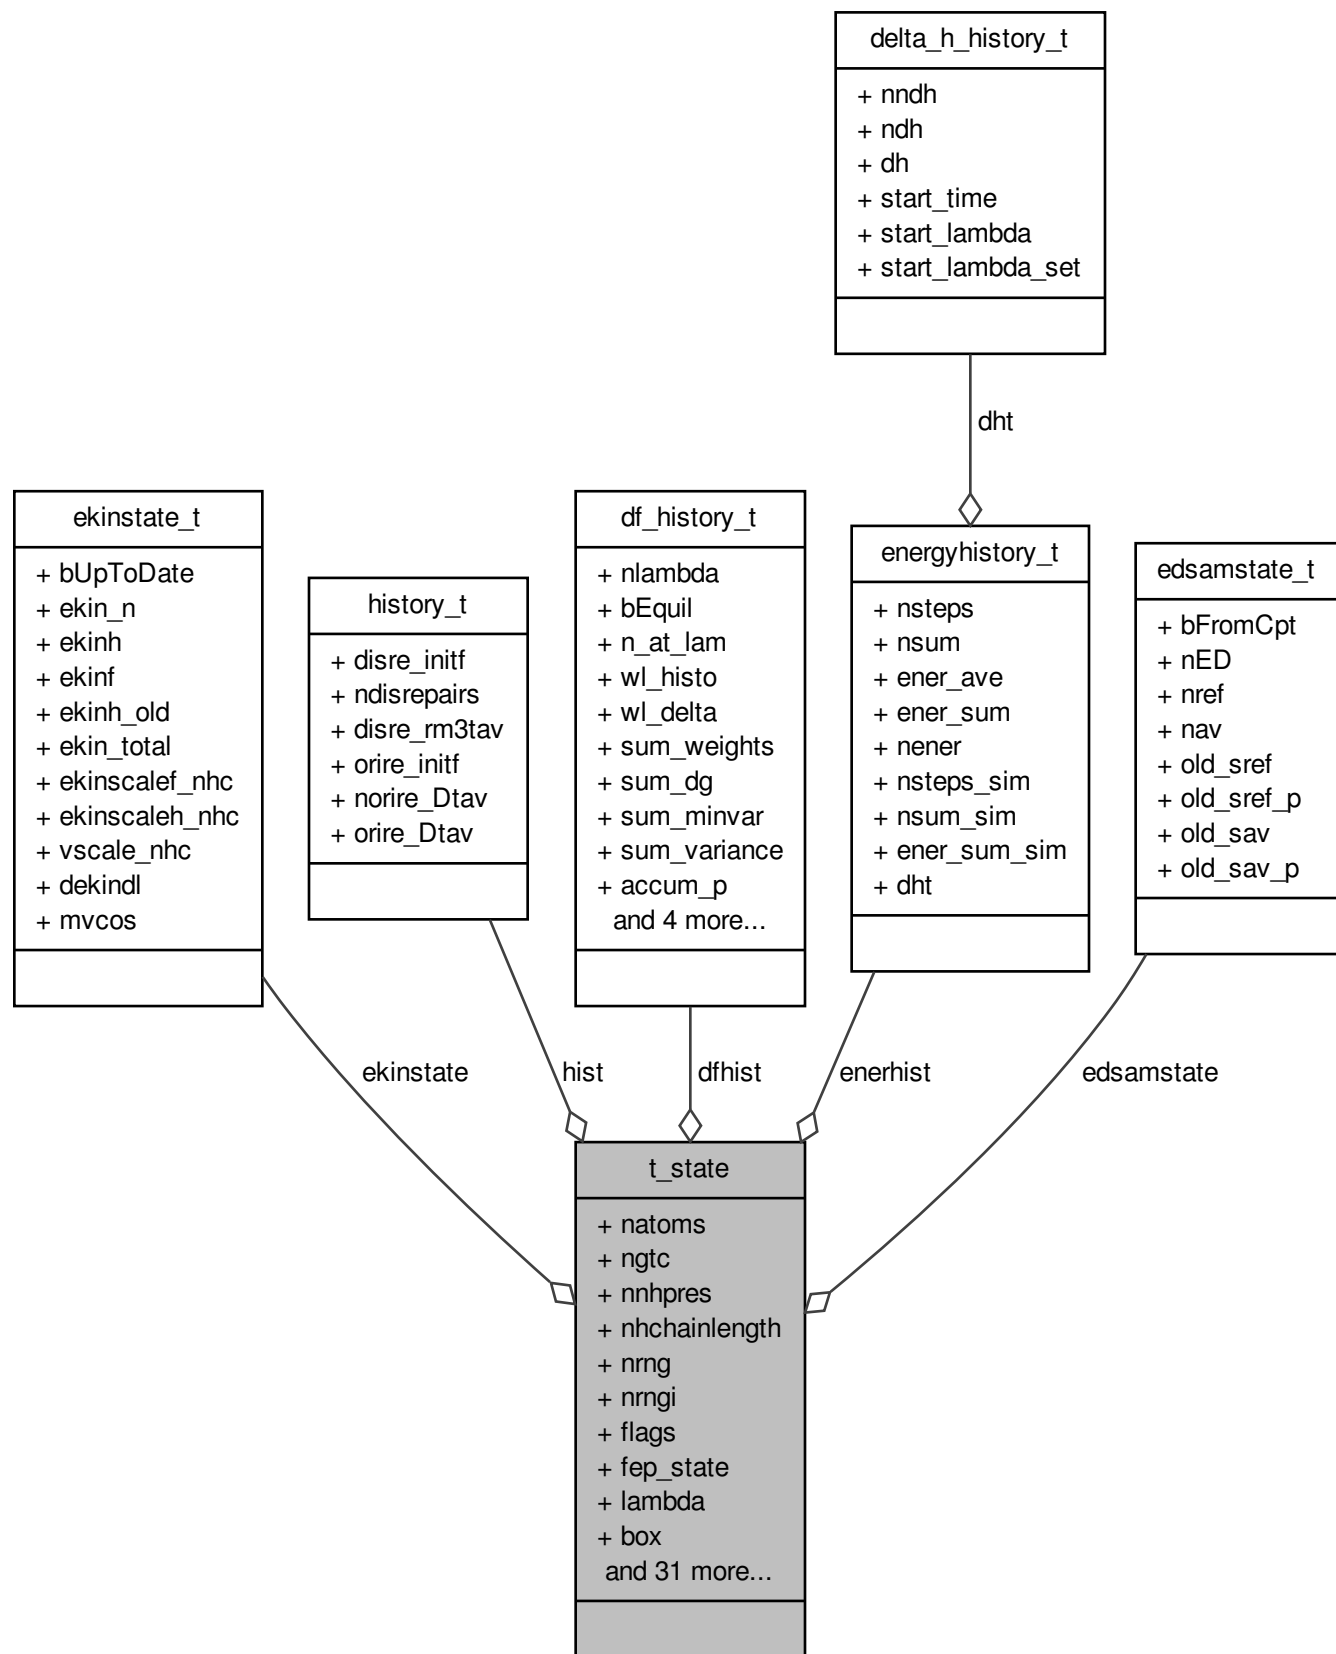 delta_h_history_t
+ nndh
+ ndh
+ dh
+ start_time
+ start_lambda
+ start_lambda_set
dht
ekinstate_t
+ bUpToDate
+ ekin_n
+ ekinh
+ ekinf
+ ekinh_old
+ ekin_total
+ ekinscalef_nhc
+ ekinscaleh_nhc
+ vscale_nhc
+ dekindl
+ mvcos
history_t
+ disre_initf
+ ndisrepairs
+ disre_rm3tav
+ orire_initf
+ norire_Dtav
+ orire_Dtav
df_history_t
+ nlambda
+ bEquil
+ n_at_lam
+ wl_histo
+ wl_delta
+ sum_weights
+ sum_dg
+ sum_minvar
+ sum_variance
+ accum_p
and 4 more...
energyhistory_t
+ nsteps
+ nsum
+ ener_ave
+ ener_sum
+ nener
+ nsteps_sim
+ nsum_sim
+ ener_sum_sim
+ dht
edsamstate_t
+ bFromCpt
+ nED
+ nref
+ nav
+ old_sref
+ old_sref_p
+ old_sav
+ old_sav_p
ekinstate
hist
dfhist
enerhist
edsamstate
t_state
+ natoms
+ ngtc
+ nnhpres
+ nhchainlength
+ nrng
+ nrngi
+ flags
+ fep_state
+ lambda
+ box
and 31 more...